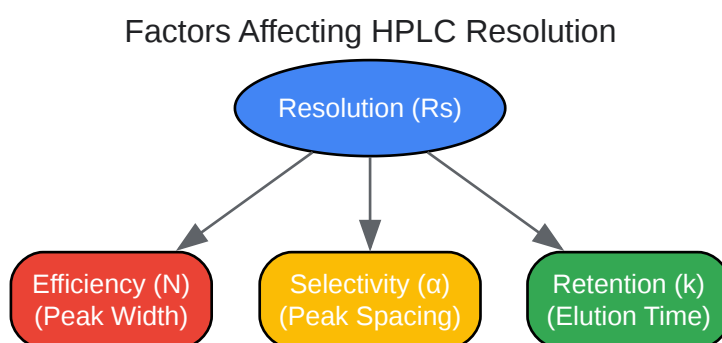 Factors Affecting HPLC Resolution
Resolution (Rs)
Efficiency (N)
(Peak Width)
Selectivity (α)
(Peak Spacing)
Retention (k)
(Elution Time)